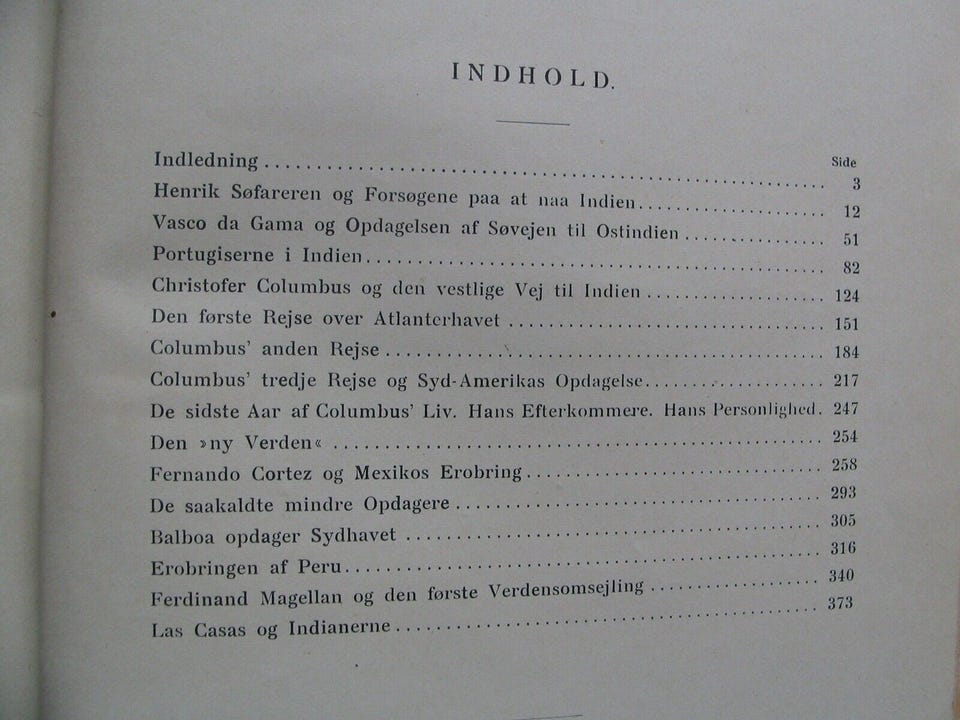 INDHOLD.
Side
Indledning ........ 3
Henrik Søfareren og Forsøgene paa at naa Indien ........ 12
Vasco da Gama og Opdagelsen af Søvejen til Ostindien ........ 51
Portugiserne i Indien ........ 82
Christofer Columbus og den vestlige Vej til Indien ........ 124
Den første Rejse over Atlanterhavet ........ 151
Columbus' anden Rejse ........ 184
Columbus' tredje Rejse og Syd-Amerikas Opdagelse ........ 217
De sidste Aar af Columbus' Liv. Hans Efterkommere. Hans Personlighed. 247
Den »ny Verden« ........ 254
Fernando Cortez og Mexikos Erobring ........ 258
De saakaldte mindre Opdagere ........ 293
Balboa opdager Sydhavet ........ 305
Erobringen af Peru ........ 316
Ferdinand Magellan og den første Verdensomsejling ........ 340
Las Casas og Indianerne ........ 373